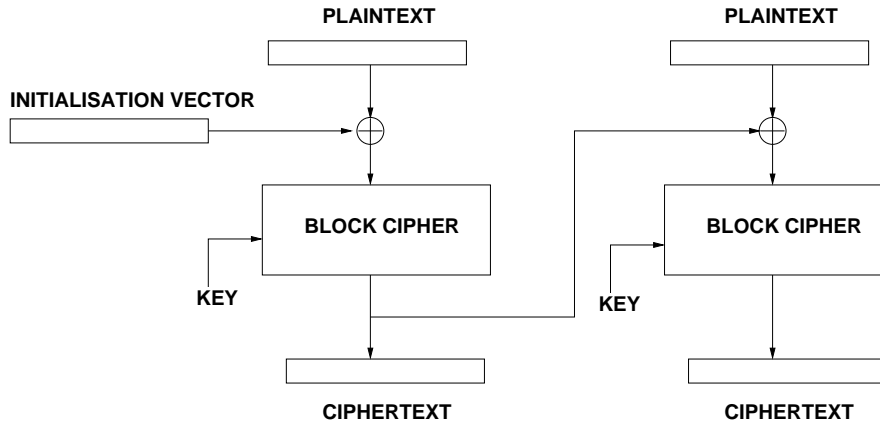 PLAINTEXT
PLAINTEXT
INITIALISATION VECTOR
BLOCK CIPHER
BLOCK CIPHER
KEY
KEY
CIPHERTEXT
CIPHERTEXT